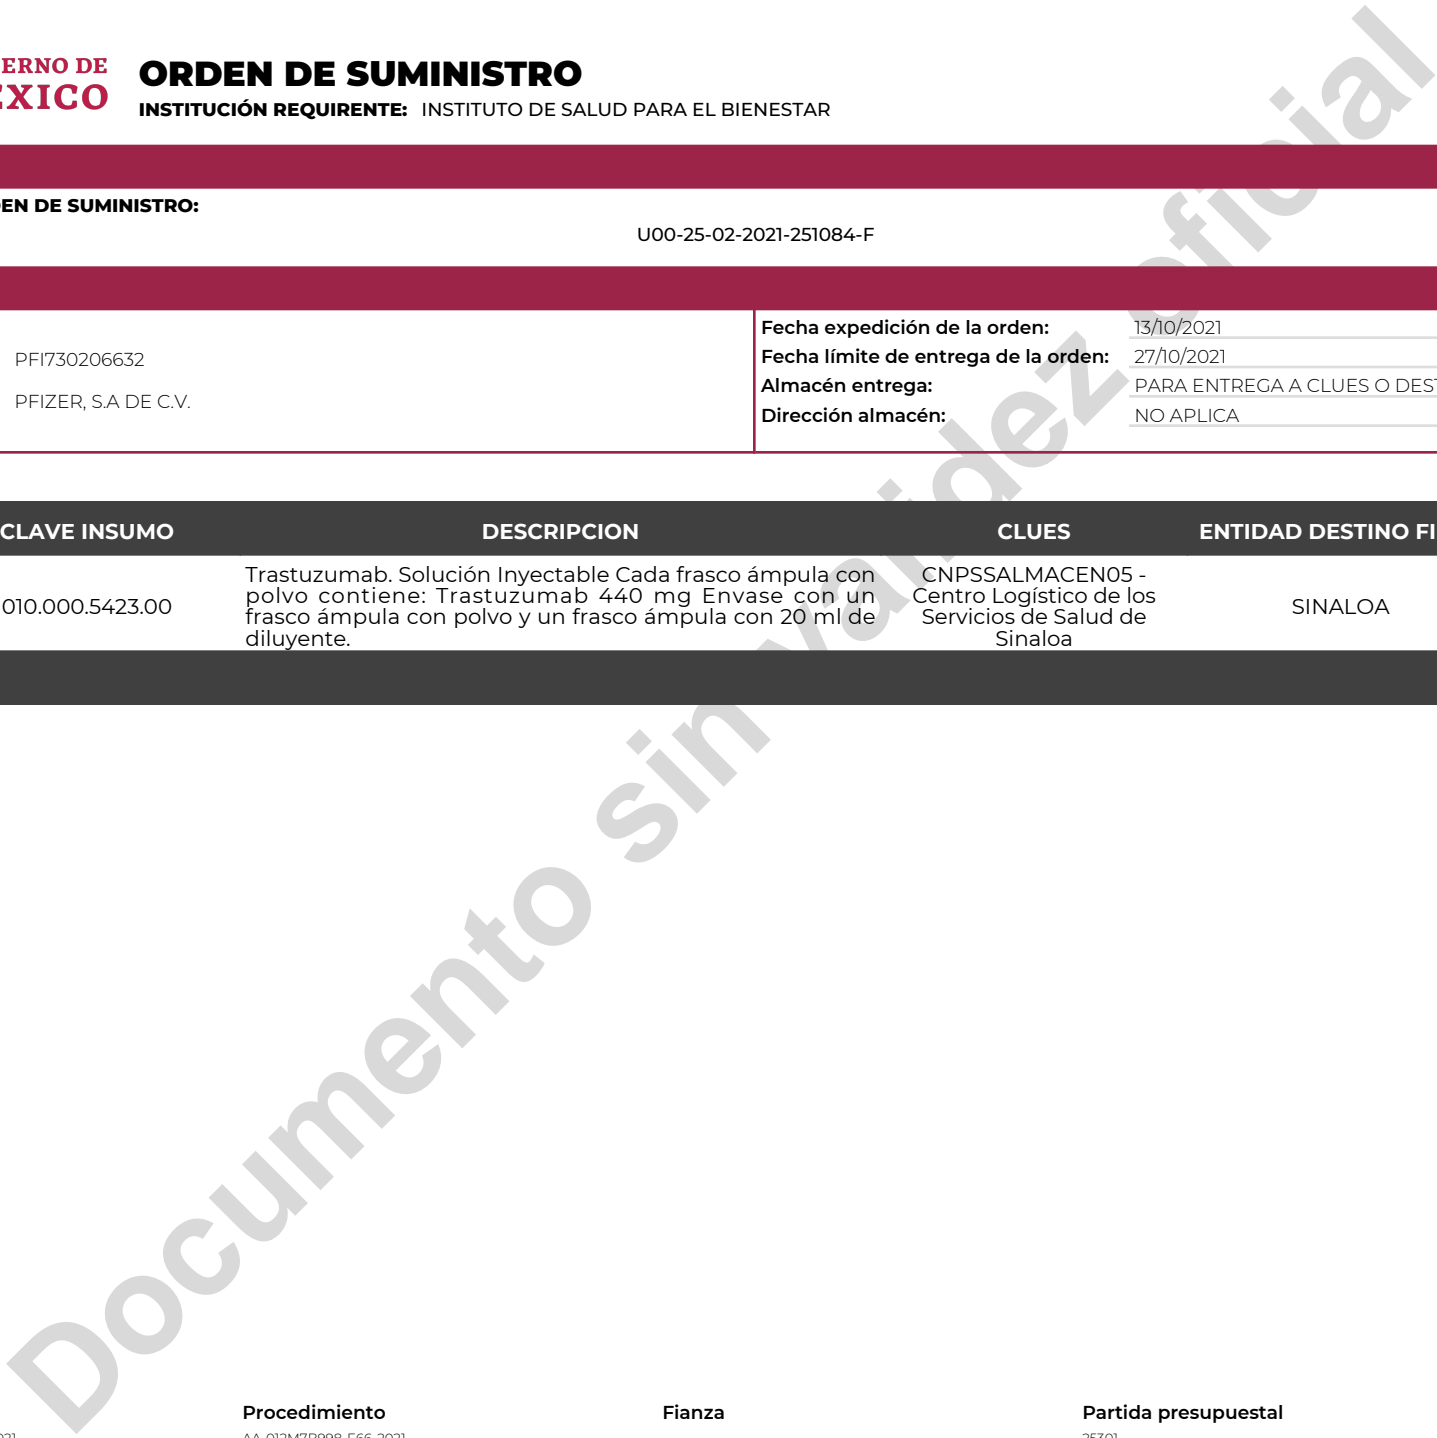 ERNO DE
ORDEN DE SUMINISTRO
EXICO
INSTITUCIÓN REQUIRENTE: INSTITUTO DE SALUD PARA EL BIENESTAR
EN DE SUMINISTRO:
U00-25-02-2021-251084-F
PFI730206632
PFIZER, S.A DE C.V.
Fecha expedición de la orden: 13/10/2021
Fecha límite de entrega de la orden: 27/10/2021
Almacén entrega: PARA ENTREGA A CLUES O DEST
Dirección almacén: NO APLICA
CLAVE INSUMO DESCRIPCION CLUES ENTIDAD DESTINO FI
010.000.5423.00
Trastuzumab. Solución Inyectable Cada frasco ámpula con
polvo contiene: Trastuzumab 440 mg Envase con un
frasco ámpula con polvo y un frasco ámpula con 20 ml de
diluyente.
CNPSSALMACEN05 -
Centro Logístico de los
Servicios de Salud de
Sinaloa
SINALOA
Documento sin validez oficial
Procedimiento Fianza Partida presupuestal